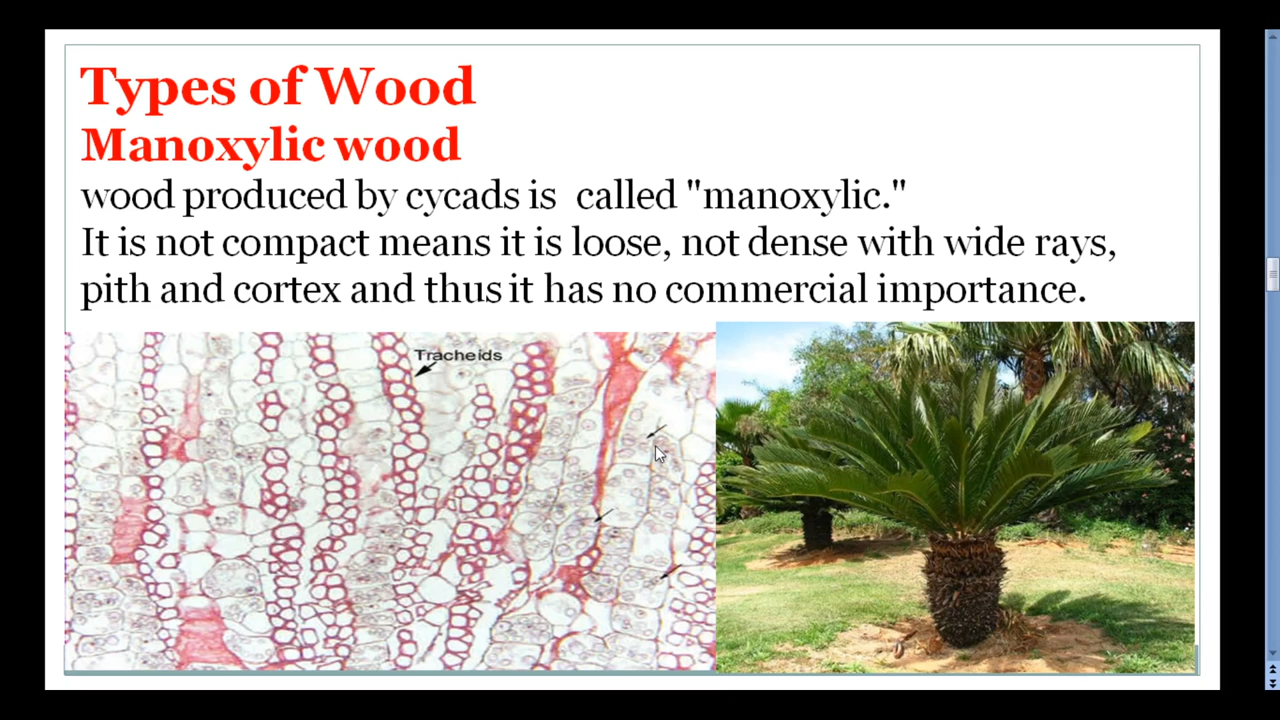 Types of Wood
Manoxylic wood
wood produced by cycads is called "manoxylic."
It is not compact means it is loose, not dense with wide rays,
pith and cortex and thus it has no commercial importance.
Tracheids